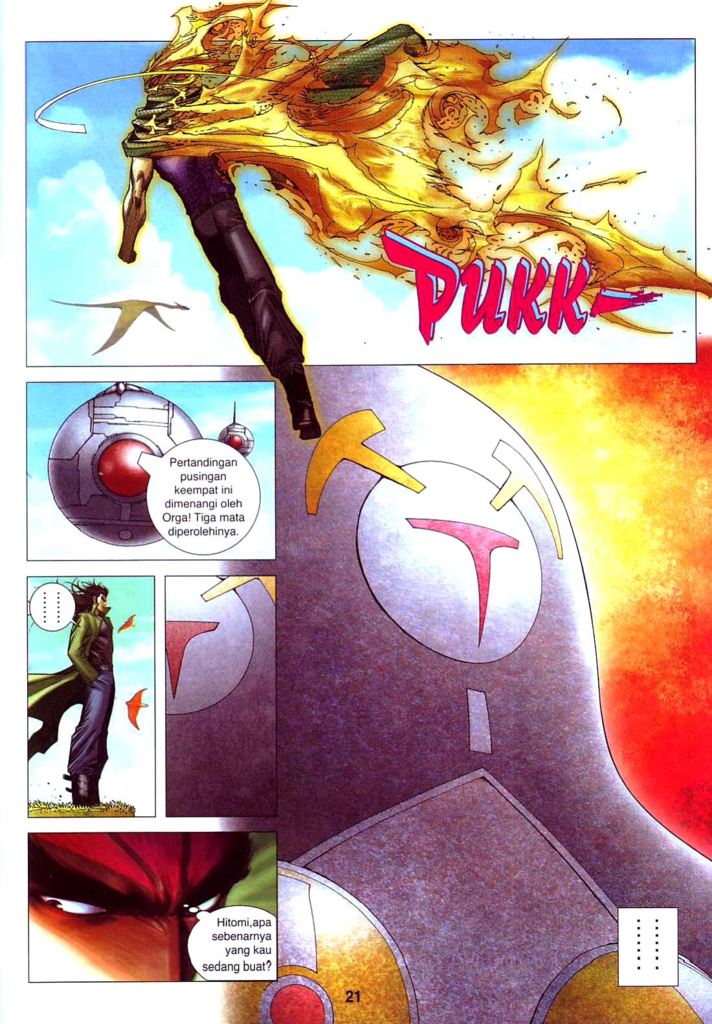 PUKK
Pertandingan
pusingan
keempat ini
dimenangi oleh
Orga! Tiga mata
diperolehinya.
......
Hitomi,apa
sebenarnya
yang kau
sedang buat?
......
21